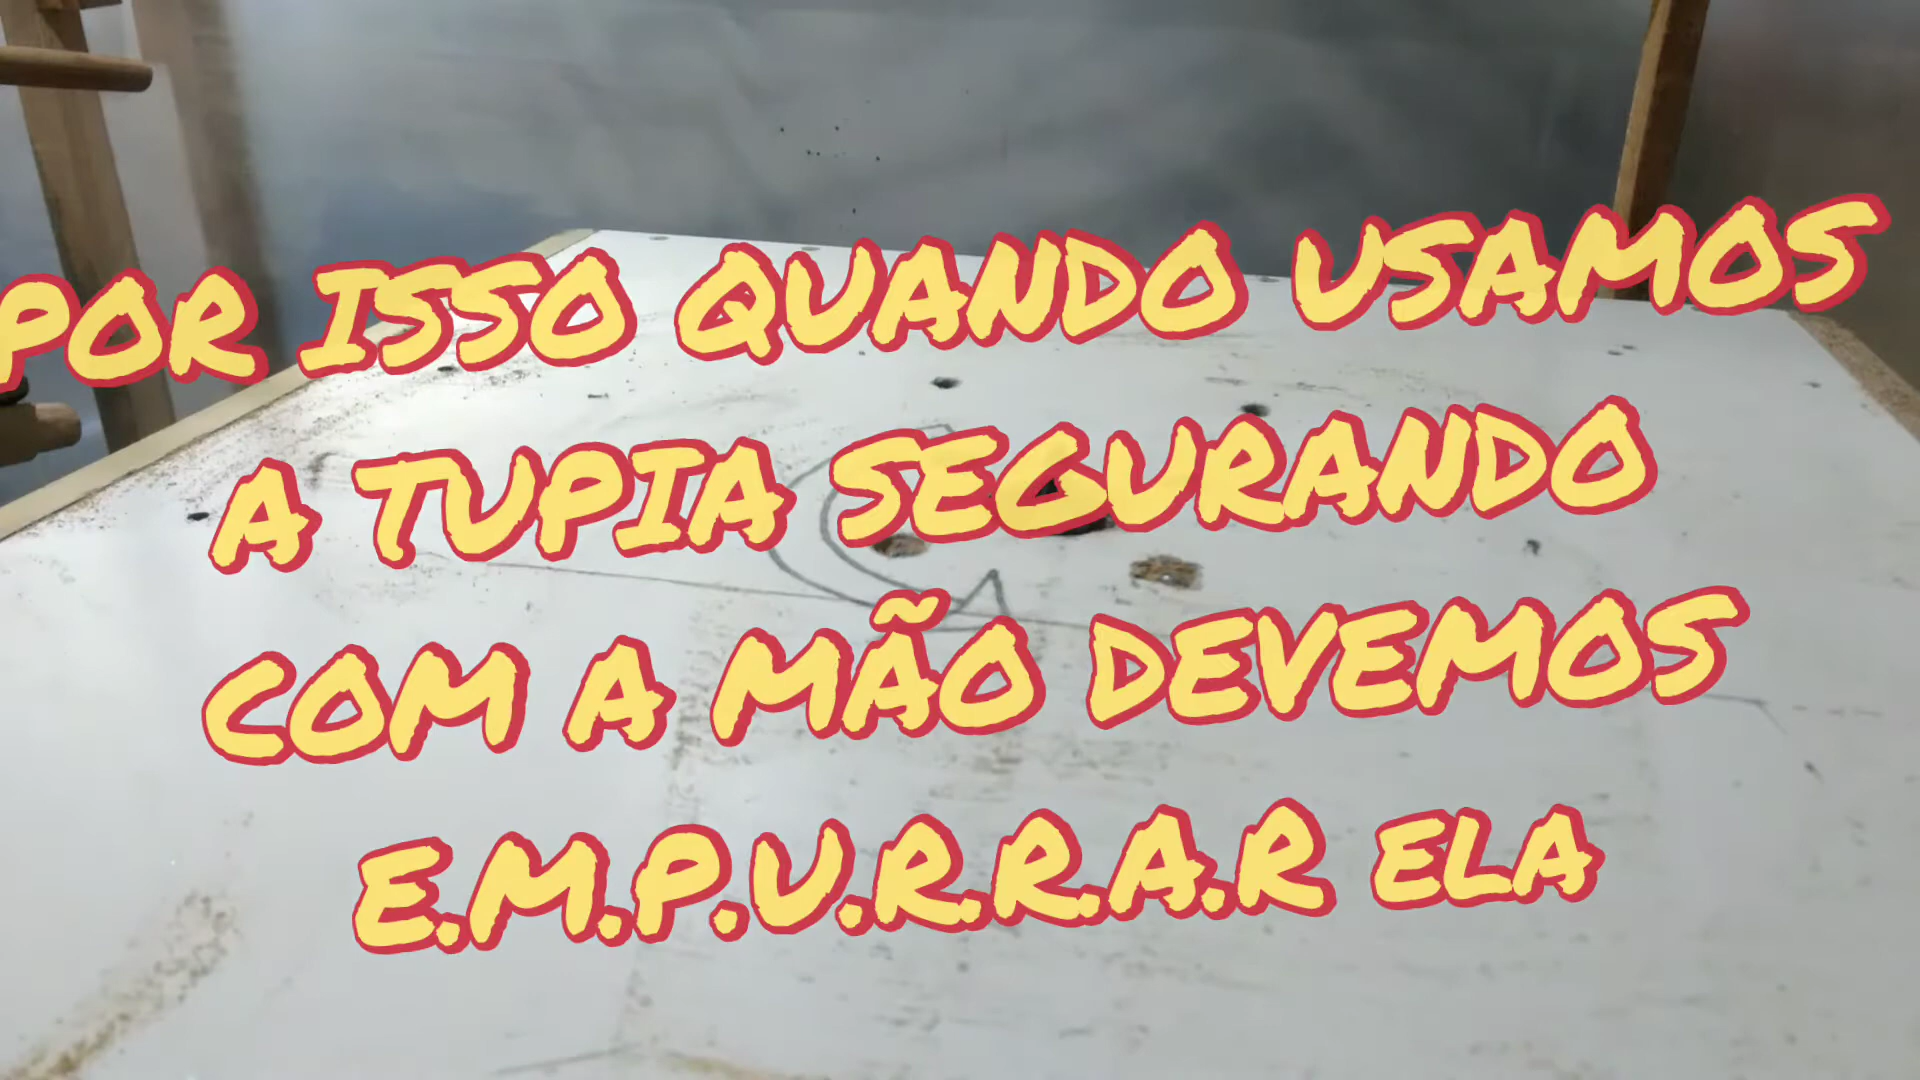 POR ISSO QUANDO USAMOS
A TUPIA SEGURANDO
COM A MÃO DEVEMOS
E.M.P.U.R.R.A.R ELA